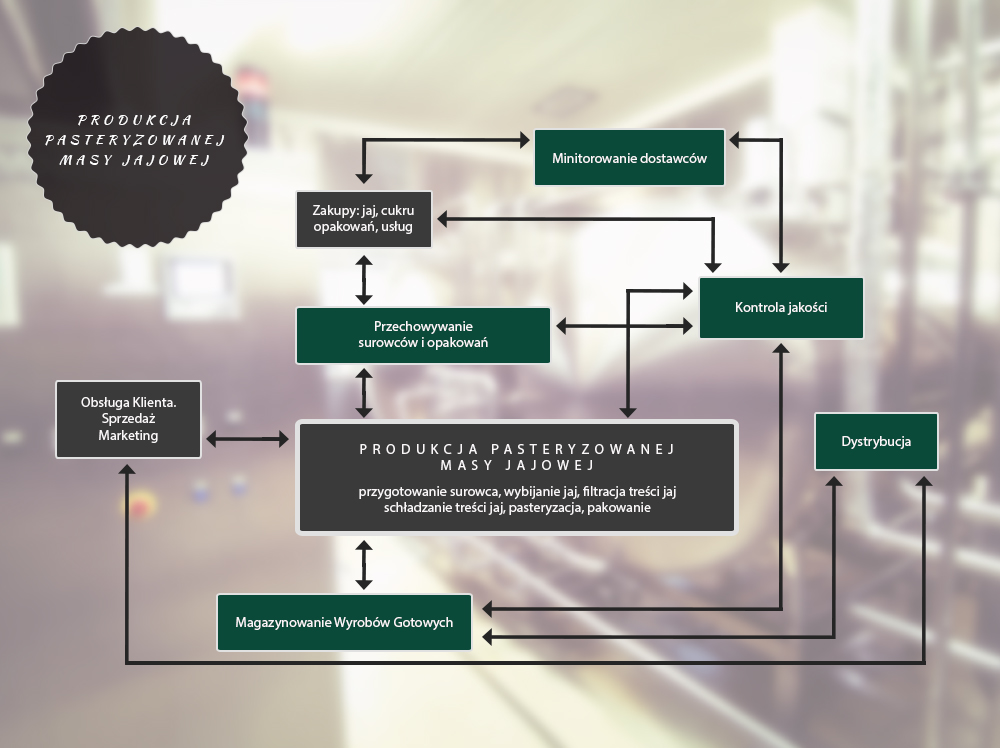 PRODUKCJA
PASTERYZOWANEJ
MASY JAJOWEJ
Minitorowanie dostawców
Zakupy: jaj, cukru
opakowań, usług
Kontrola jakości
Przechowywanie
surowców i opakowań
Obsługa Klienta.
Sprzedaż
Marketing
Dystrybucja
PRODUKCJA PASTERYZOWANEJ
MASY JAJOWEJ
przygotowanie surowca, wybijanie jaj, filtracja treści jaj
schładzanie treści jaj, pasteryzacja, pakowanie
Magazynowanie Wyrobów Gotowych